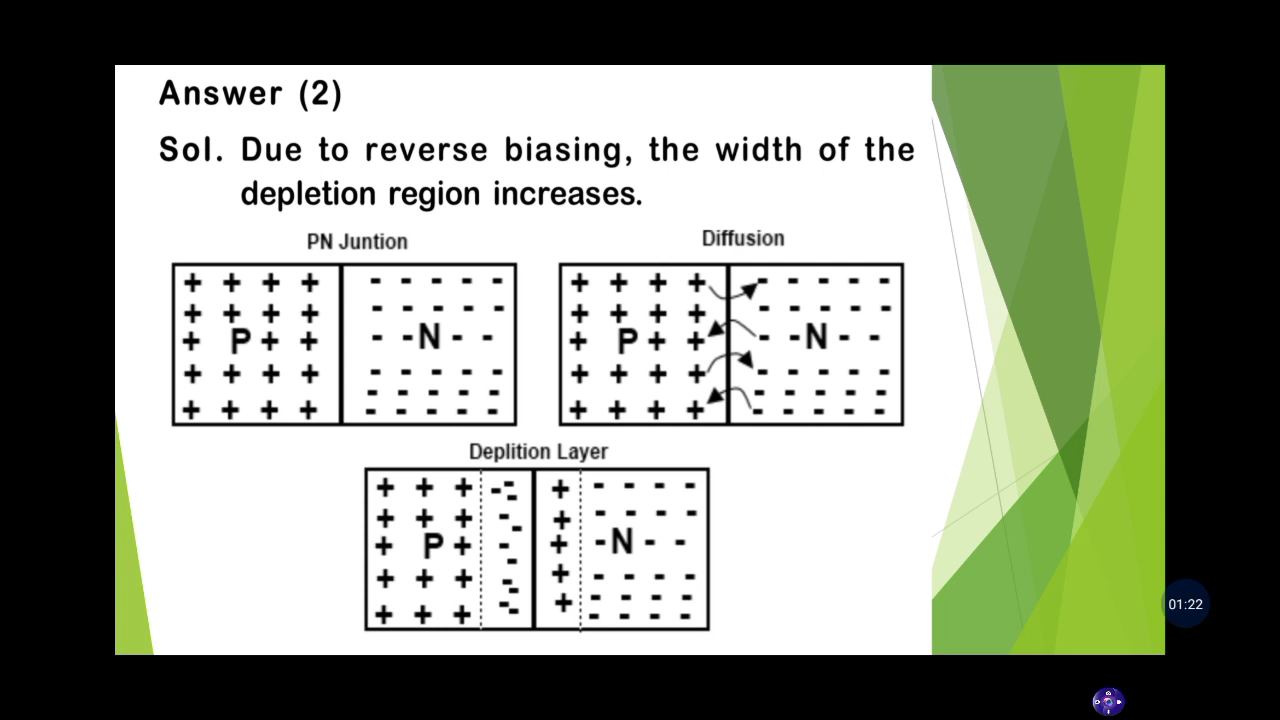 Answer (2)
Sol. Due to reverse biasing, the width of the
depletion region increases.
PN Juntion
+ + + + - - - - -
+ + + + - - - - -
+ P + + - - N - -
+ + + + - - - - -
- - - - -
+ + + + - - - - -
Diffusion
+ + + + - - - - -
+ + + + - - - - -
+ P + + - - N - -
+ + + + - - - - -
- - - - -
+ + + + - - - - -
Deplition Layer
+ + + - - - + - - - -
+ + + - - + - - - -
+ P + - - + - N - -
+ + + - - + - - - -
- - - -
+ + + - - + - - - -
01:22